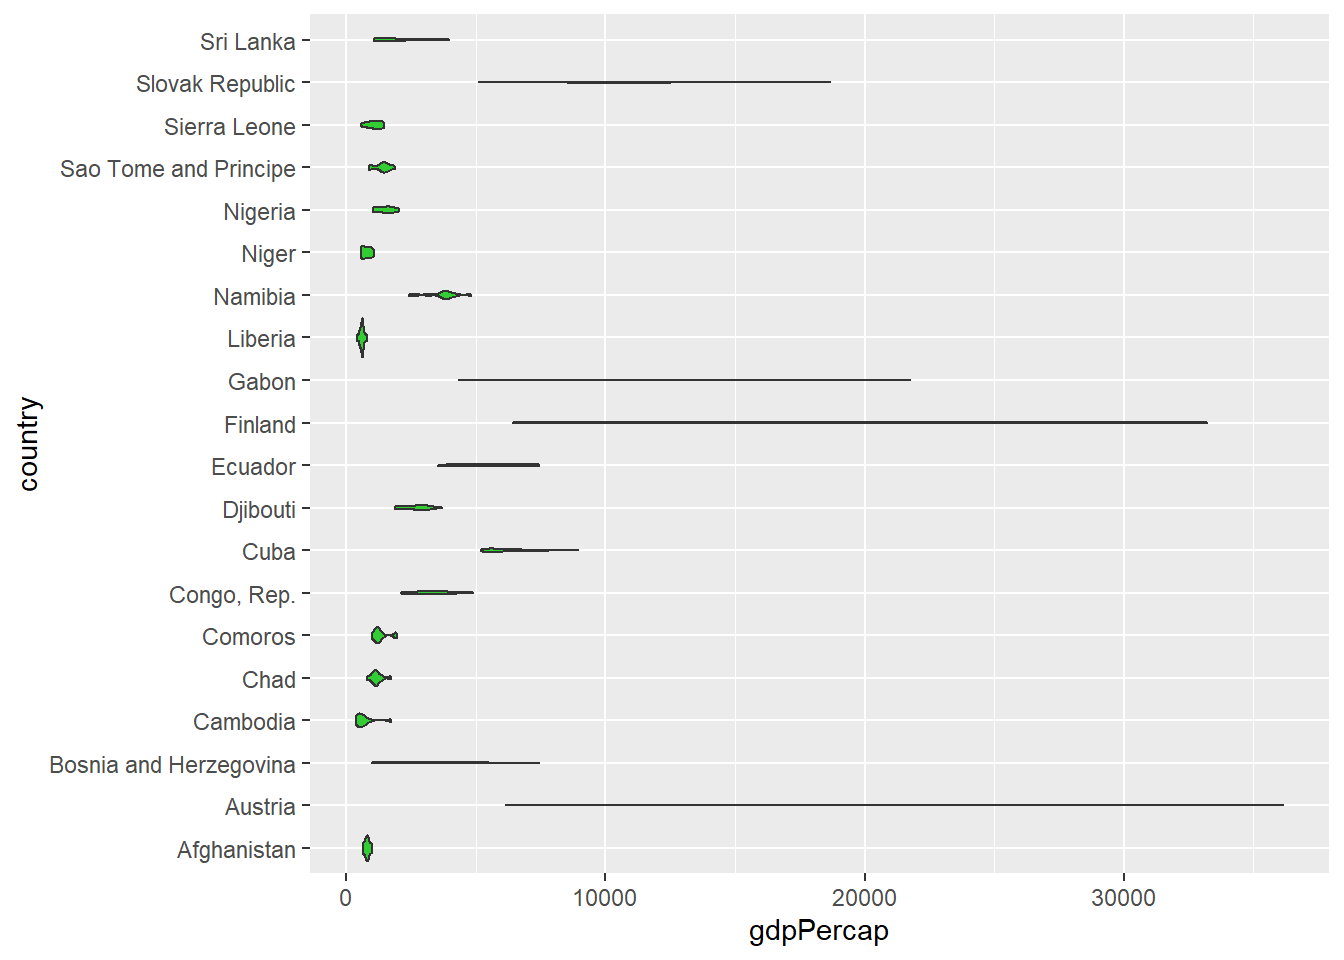 Sri Lanka
Slovak Republic
Sierra Leone
Sao Tome and Principe
Nigeria
Niger
Namibia
Liberia
Gabon
Finland
Ecuador
Djibouti
Cuba
Congo, Rep.
Comoros
Chad
Cambodia
Bosnia and Herzegovina
Austria
Afghanistan
country
0 10000 20000 30000
gdpPercap